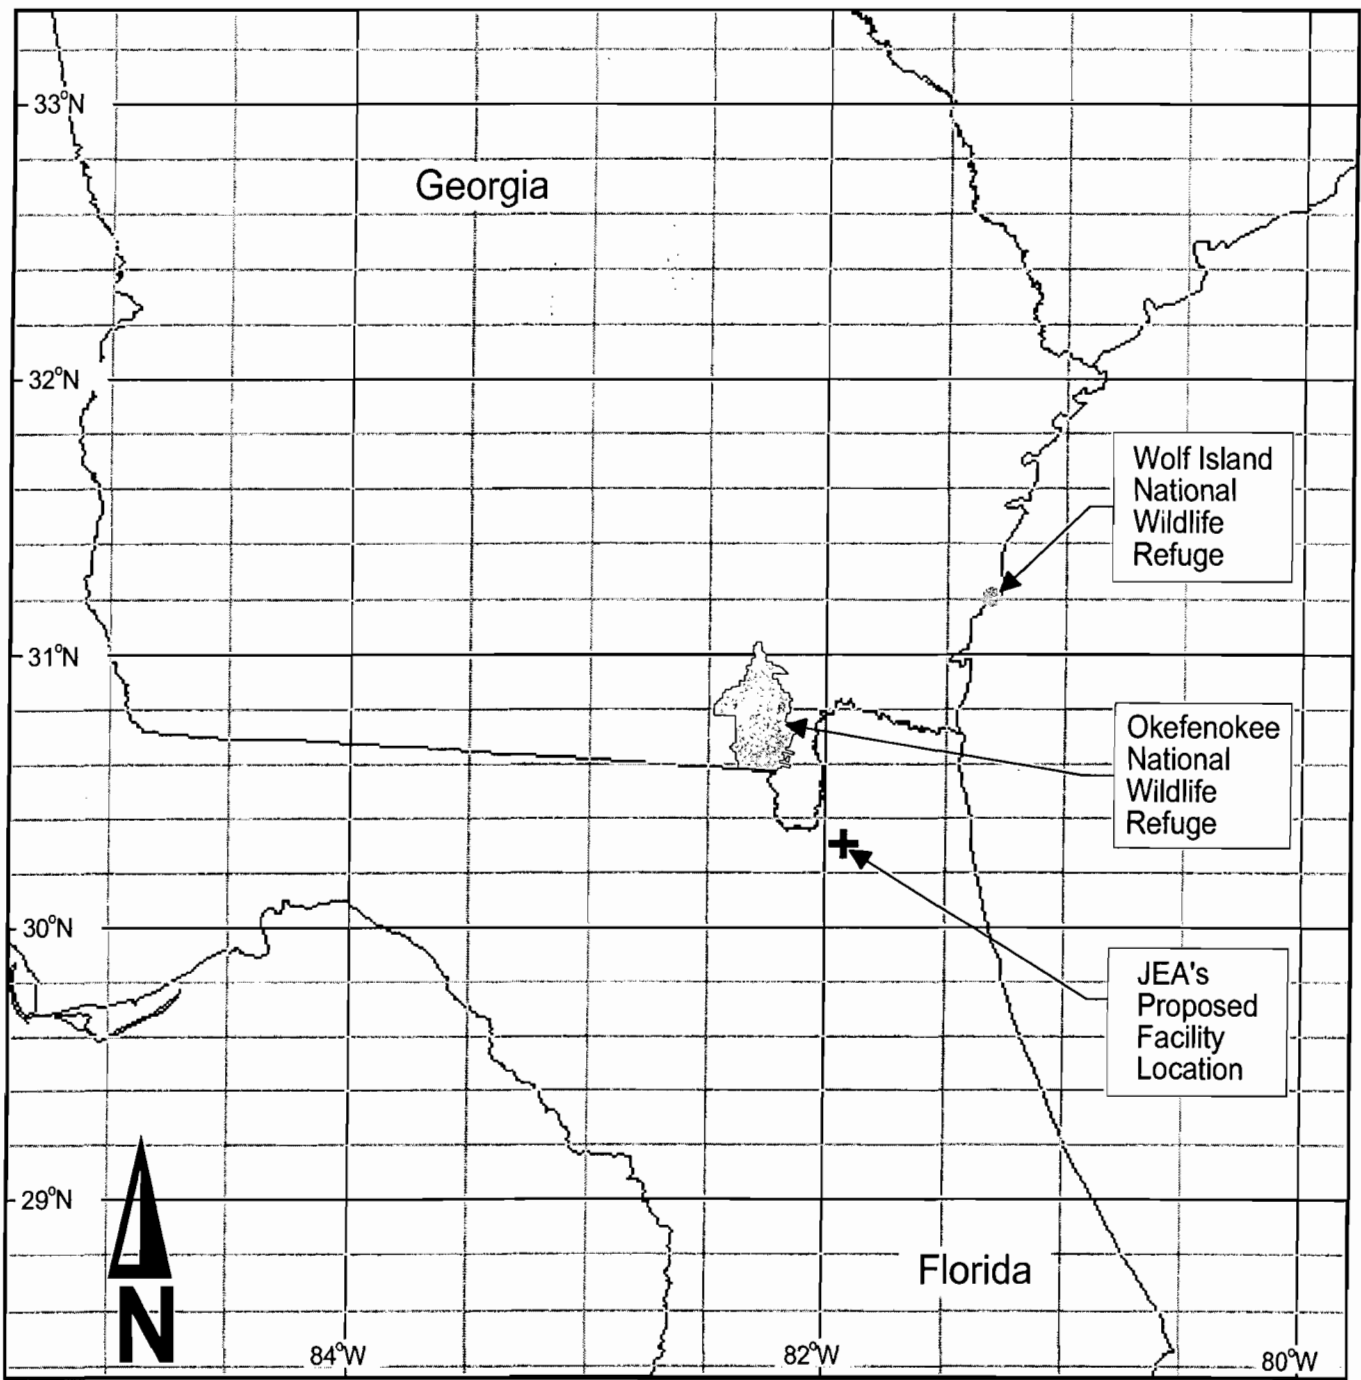 33°N
Georgia
32°N
Wolf Island
National
Wildlife
Refuge
31°N
Okefenokee
National
Wildlife
Refuge
30°N
JEA's
Proposed
Facility
Location
29°N
Florida
N
84°W
82°W
80°W